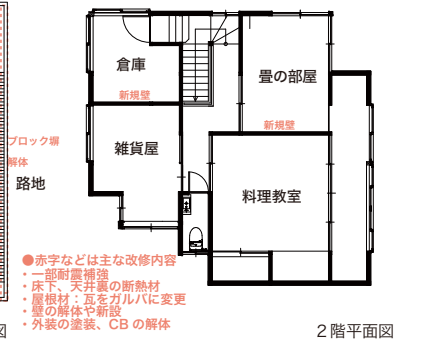 倉庫
新規壁
畳の部屋
新規壁
ブロック塀
解体
路地
雑貨屋
料理教室
●赤字などは主な改修内容
・一部耐震補強
・床下、天井裏の断熱材
・屋根材：瓦をガルバに変更
・壁の解体や新設
・外装の塗装、CB の解体
図
２階平面図